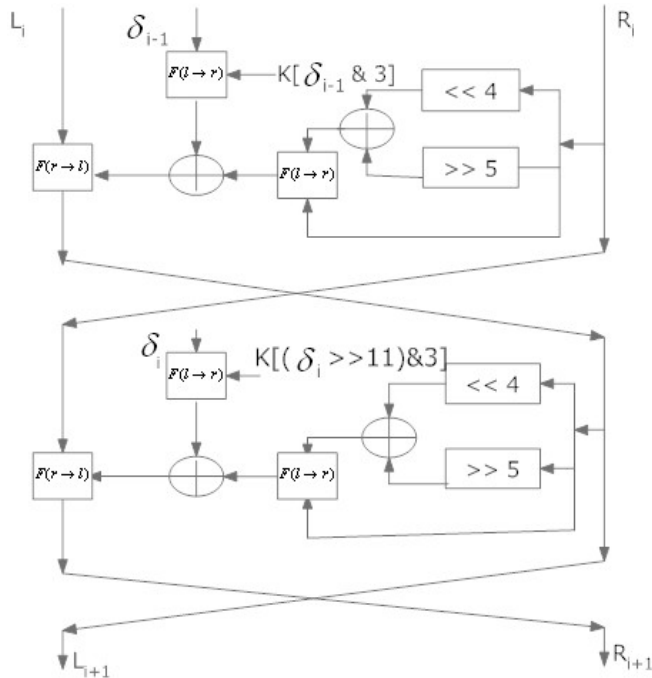 L_i
δ_{i-1}
R_i
F(l→r)
K[δ_{i-1} & 3]
<< 4
F(r→l)
F(l→r)
>> 5
δ_i
F(l→r)
K[(δ_i >>11)&3]
<< 4
F(r→l)
F(l→r)
>> 5
L_{i+1}
R_{i+1}